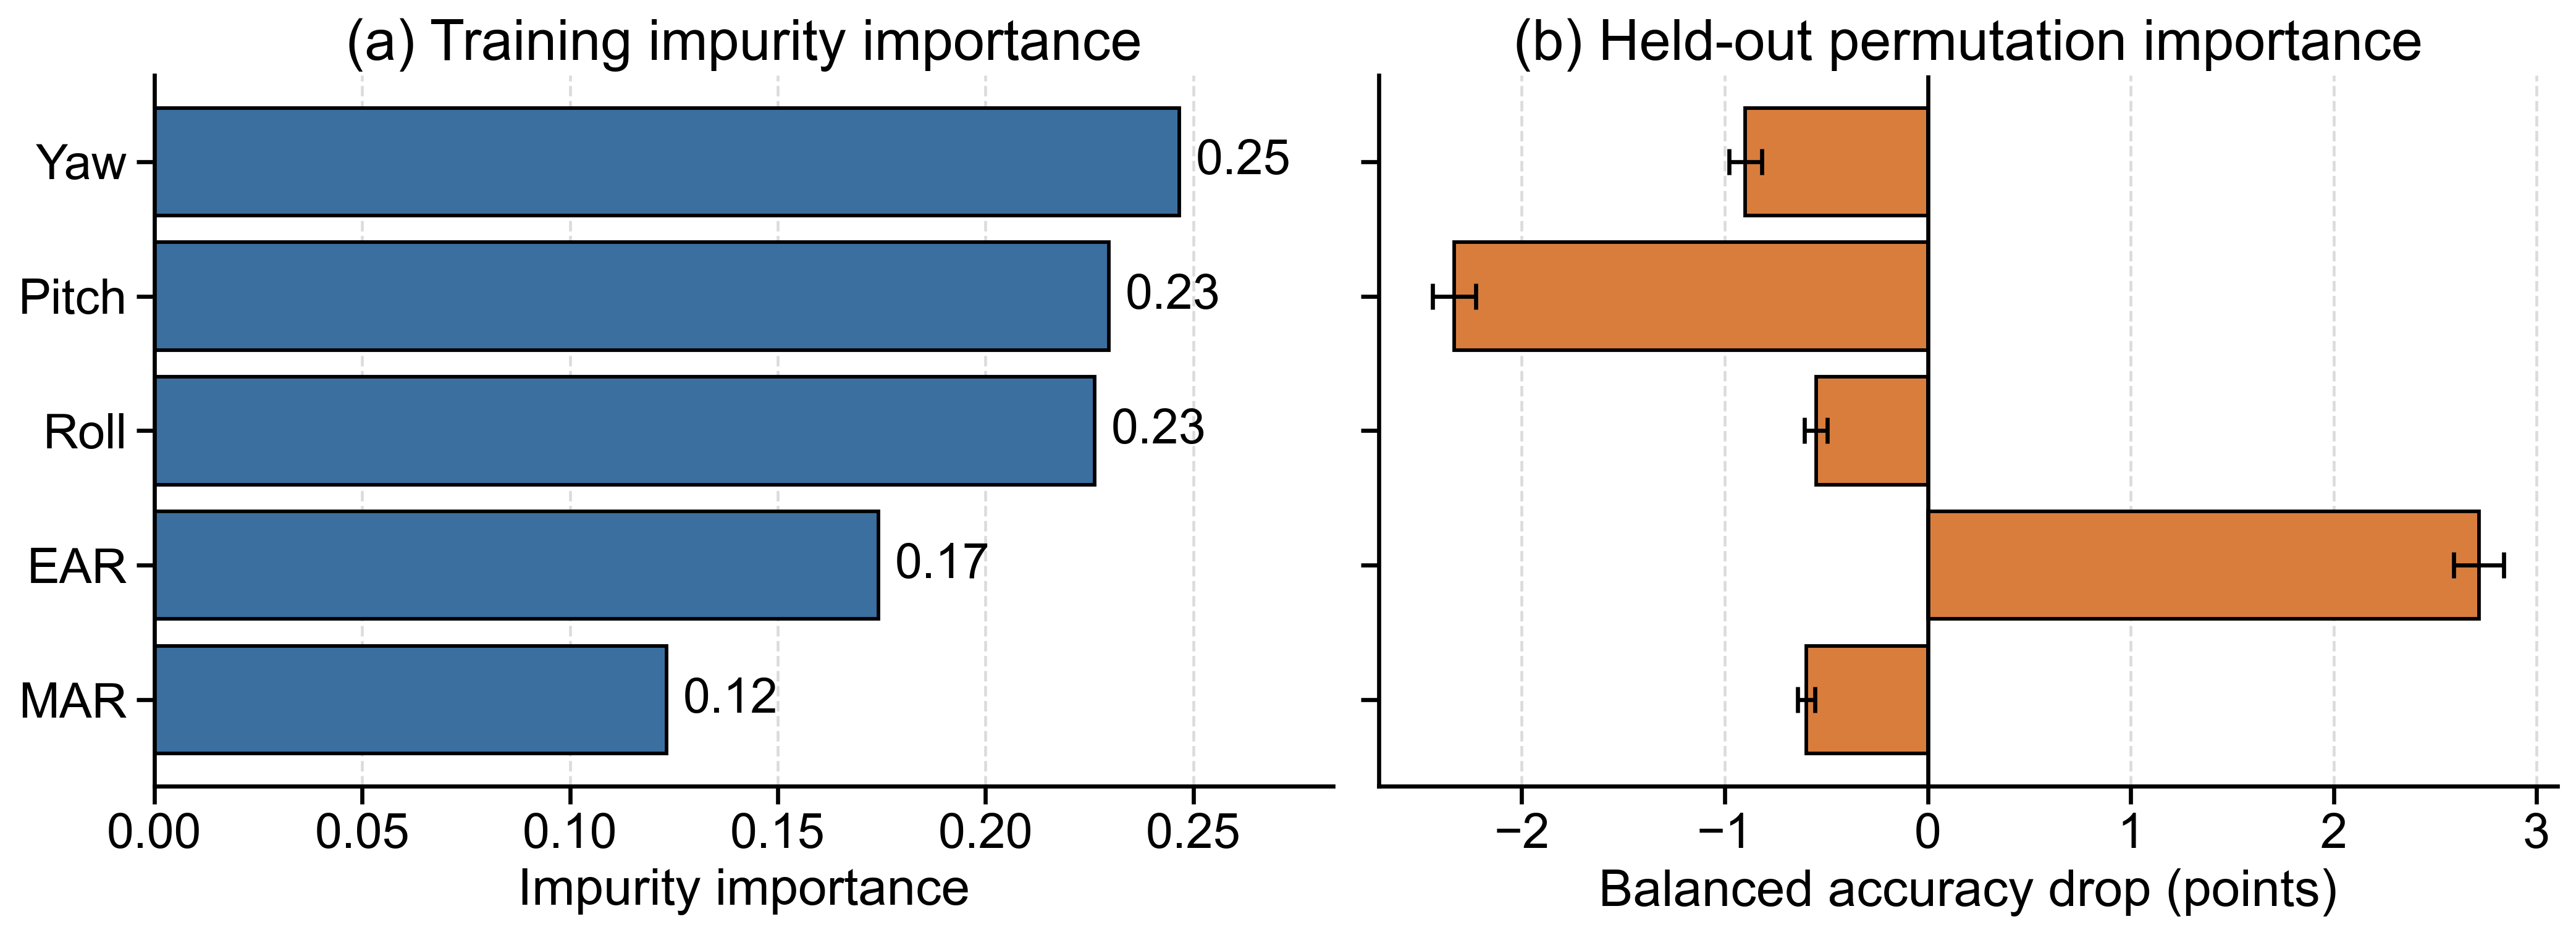 (a) Training impurity importance
Yaw
0.25
Pitch
0.23
Roll
0.23
EAR
0.17
MAR
0.12
0.00 0.05 0.10 0.15 0.20 0.25
Impurity importance
(b) Held-out permutation importance
−2 −1 0 1 2 3
Balanced accuracy drop (points)